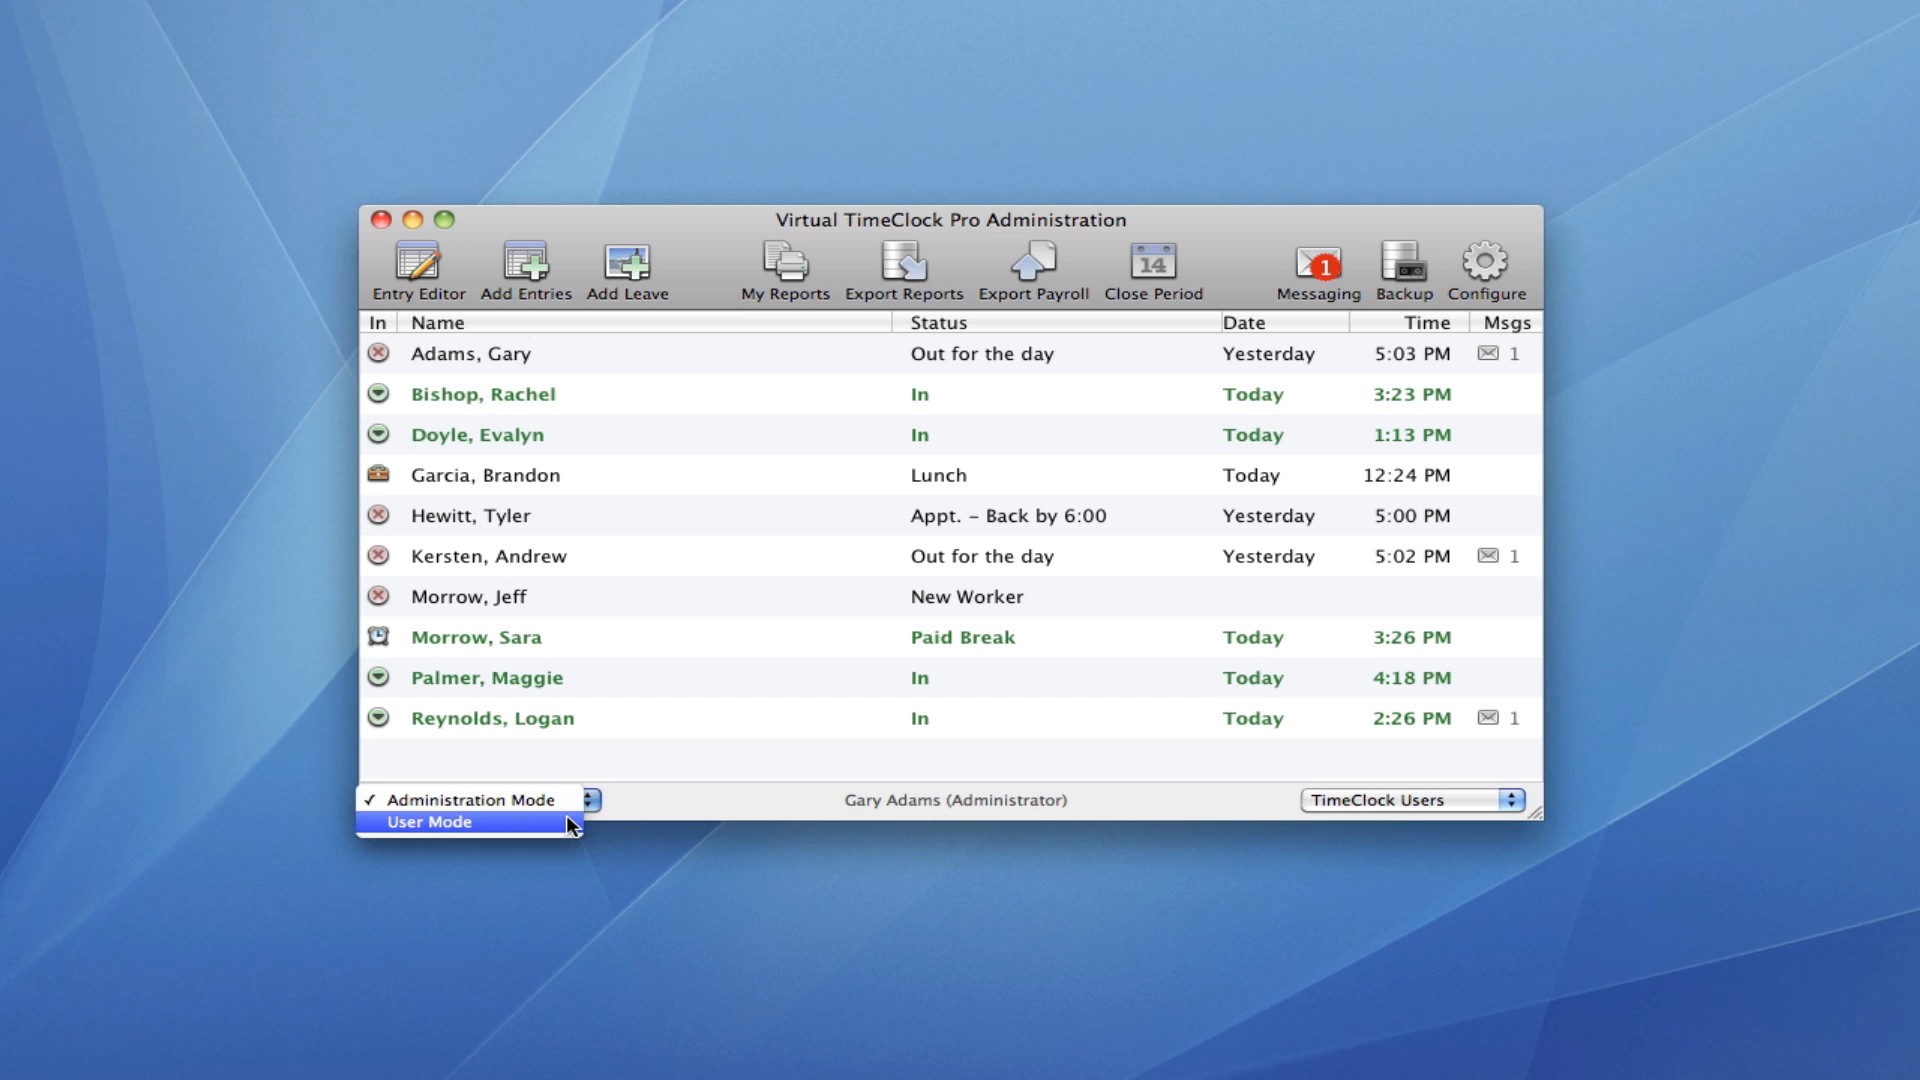 Virtual TimeClock Pro Administration
Entry Editor Add Entries Add Leave My Reports Export Reports Export Payroll 14 Close Period 1 Messaging Backup Configure
In Name Status Date Time Msgs
Adams, Gary Out for the day Yesterday 5:03 PM 1
Bishop, Rachel In Today 3:23 PM
Doyle, Evalyn In Today 1:13 PM
Garcia, Brandon Lunch Today 12:24 PM
Hewitt, Tyler Appt. – Back by 6:00 Yesterday 5:00 PM
Kersten, Andrew Out for the day Yesterday 5:02 PM 1
Morrow, Jeff New Worker
Morrow, Sara Paid Break Today 3:26 PM
Palmer, Maggie In Today 4:18 PM
Reynolds, Logan In Today 2:26 PM 1
✓ Administration Mode Gary Adams (Administrator) TimeClock Users
User Mode